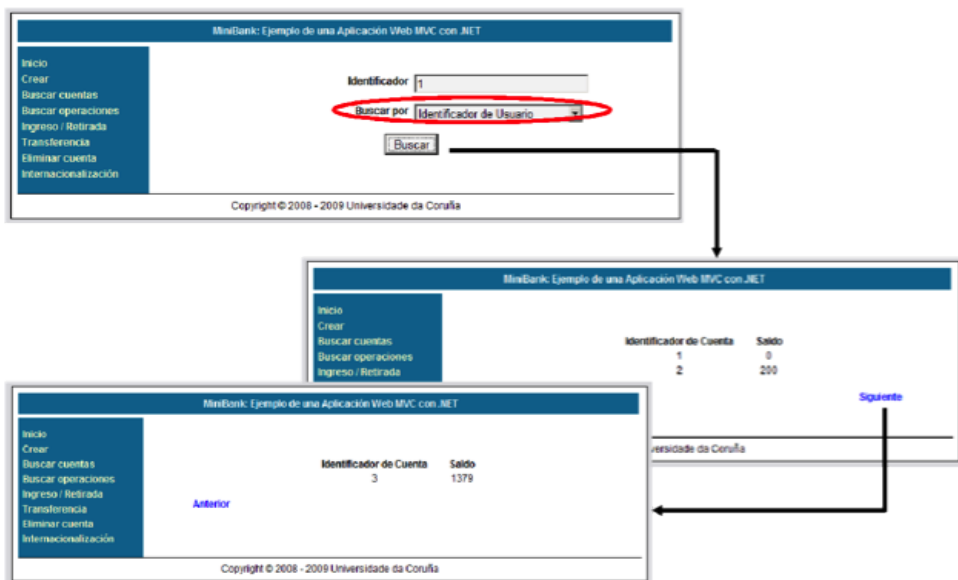 MiniBank: Ejemplo de una Aplicación Web MVC con .NET
Inicio
Crear
Buscar cuentas
Buscar operaciones
Ingreso / Retirada
Transferencia
Eliminar cuenta
Internacionalización
Identificador 1
Buscar por Identificador de Usuario
Buscar
Copyright © 2008 - 2009 Universidade da Coruña
MiniBank: Ejemplo de una Aplicación Web MVC con .NET
Inicio
Crear
Buscar cuentas
Buscar operaciones
Ingreso / Retirada
Identificador de Cuenta Saldo
1 0
2 200
Siguiente
versidade da Coruña
MiniBank: Ejemplo de una Aplicación Web MVC con .NET
Inicio
Crear
Buscar cuentas
Buscar operaciones
Ingreso / Retirada
Transferencia
Eliminar cuenta
Internacionalización
Identificador de Cuenta Saldo
3 1379
Anterior
Copyright © 2008 - 2009 Universidade da Coruña